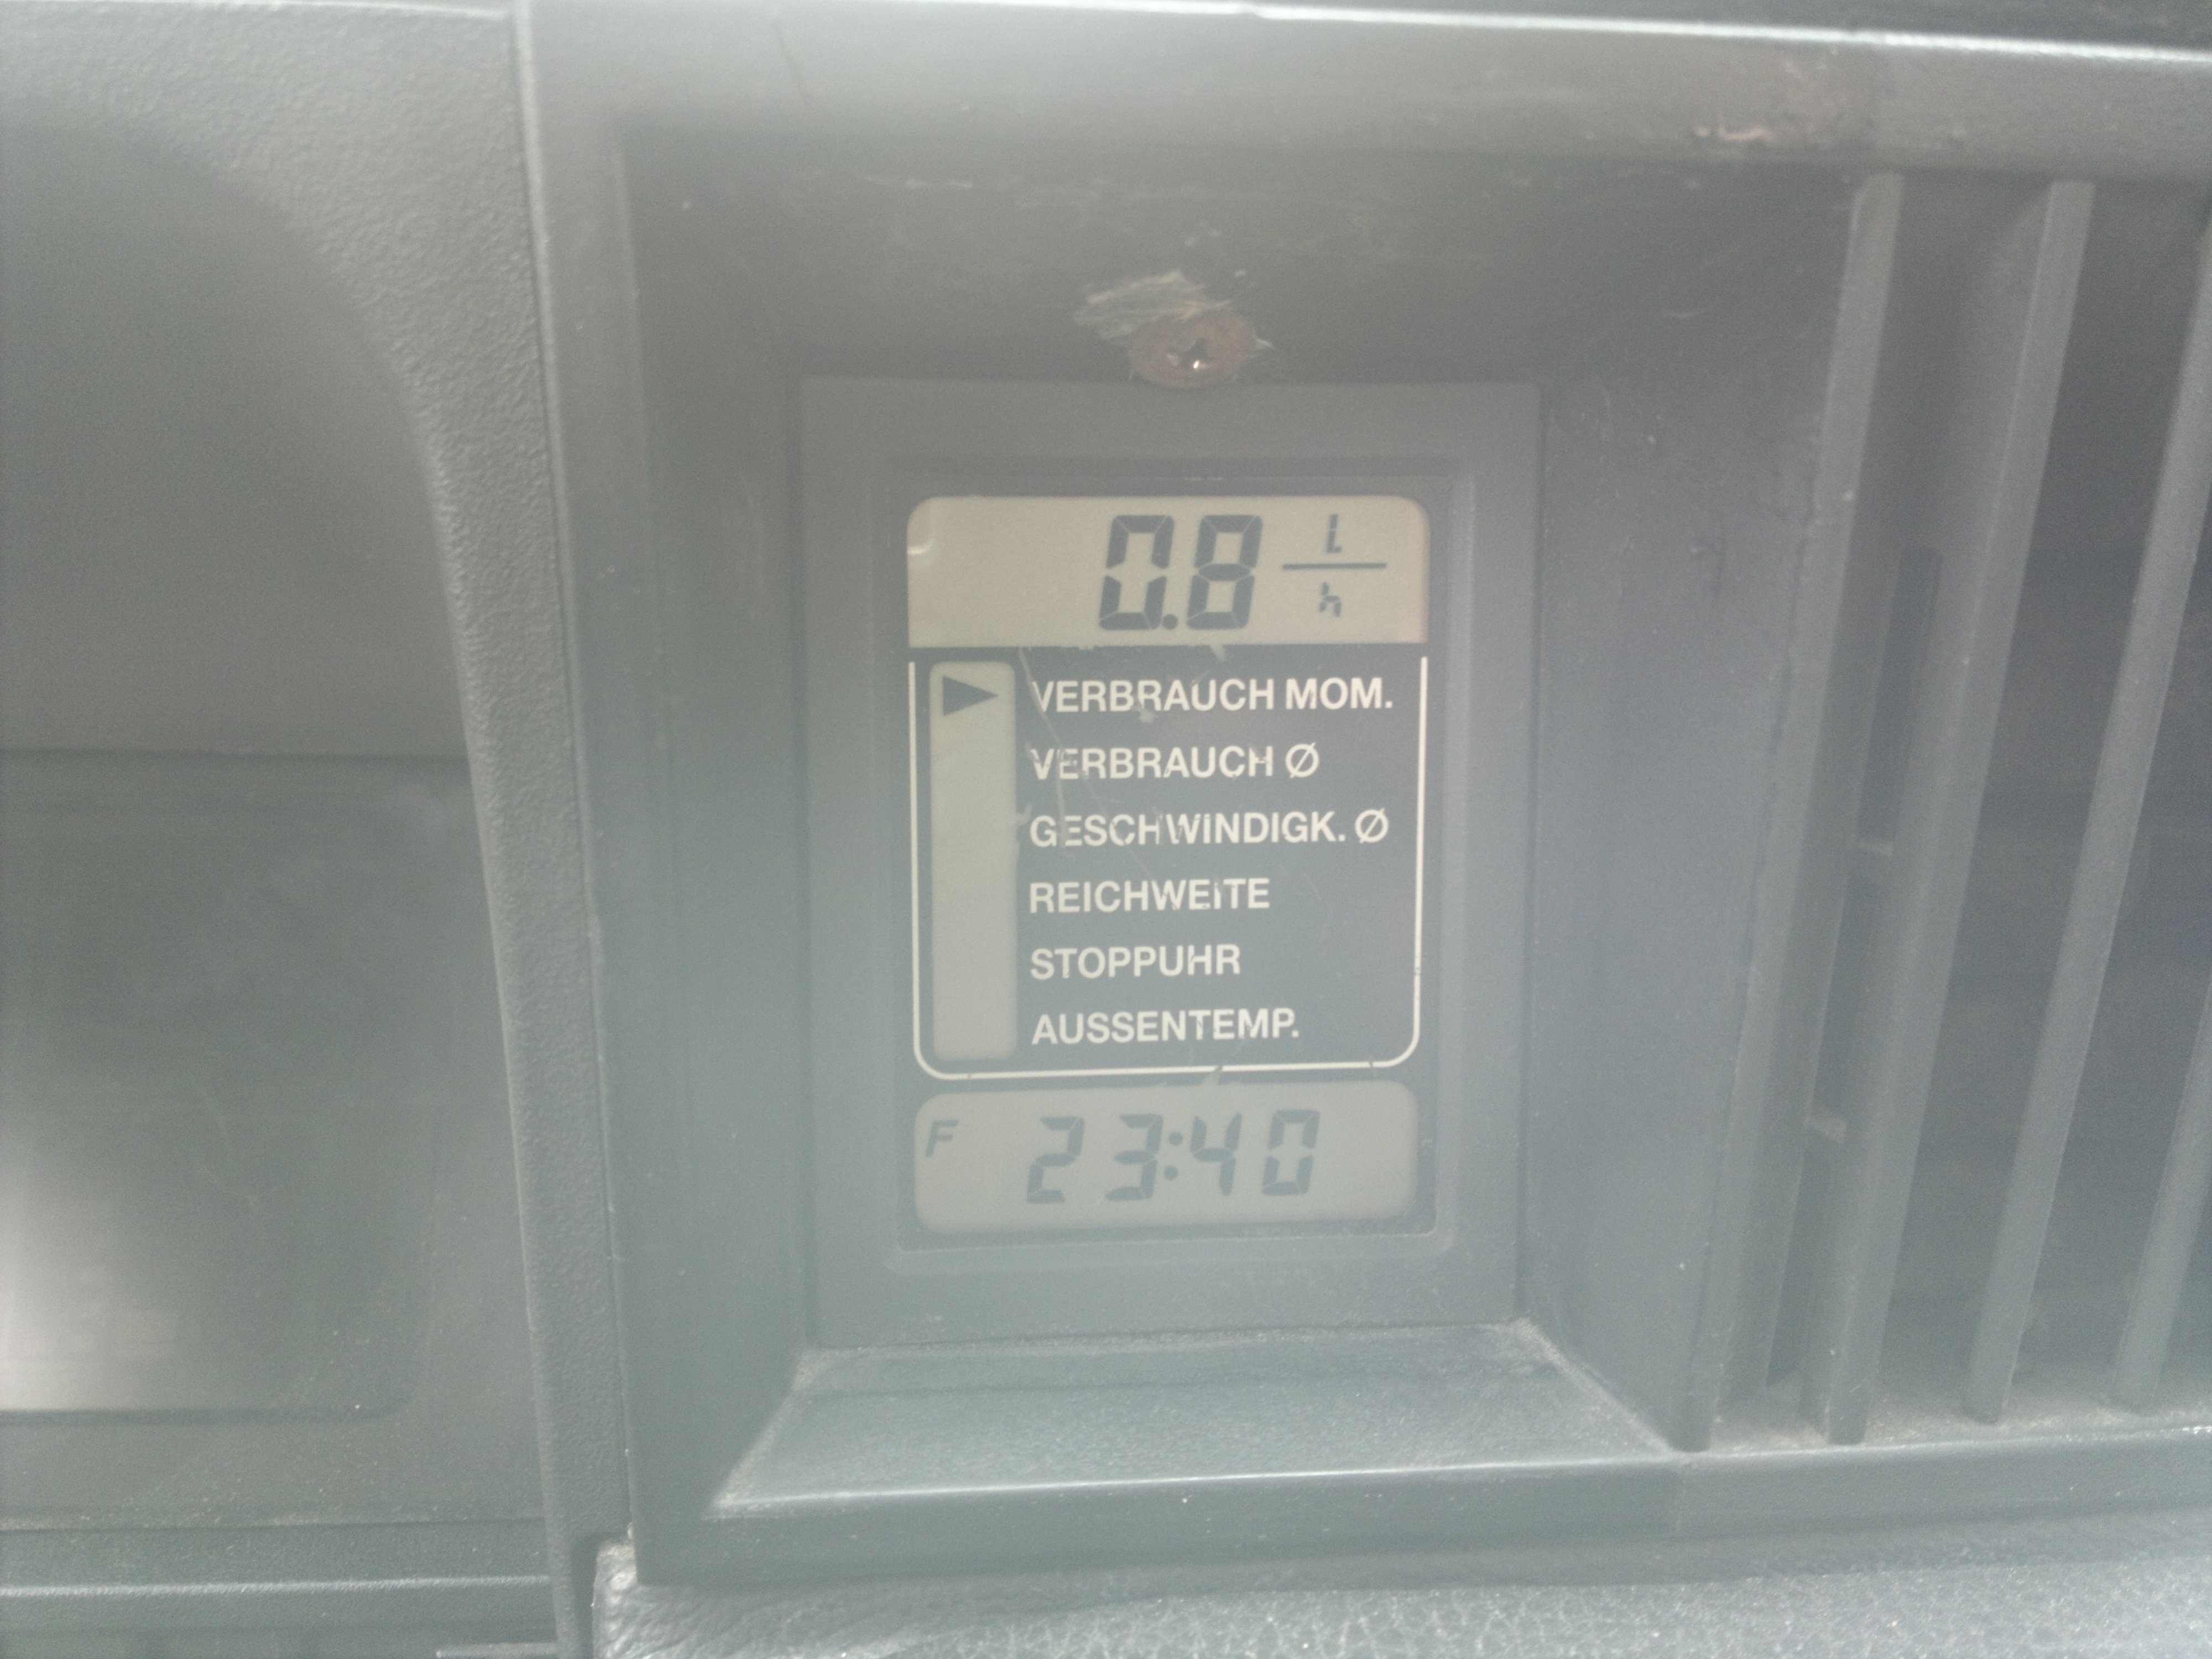 0.8 L/h
VERBRAUCH MOM.
VERBRAUCH Ø
GESCHWINDIGK. Ø
REICHWEITE
STOPPUHR
AUSSENTEMP.
F 23:40